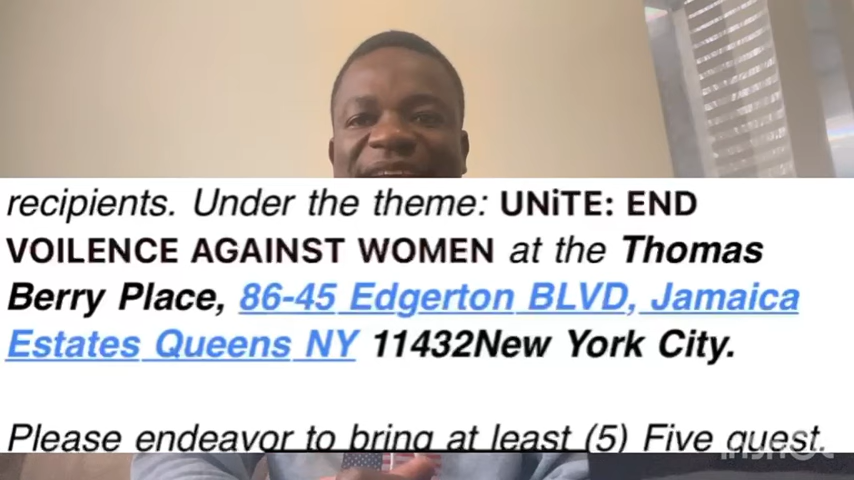 recipients. Under the theme: UNiTE: END
VOILENCE AGAINST WOMEN at the Thomas
Berry Place, 86-45 Edgerton BLVD, Jamaica
Estates Queens NY 11432New York City.
Please endeavor to bring at least (5) Five guest.